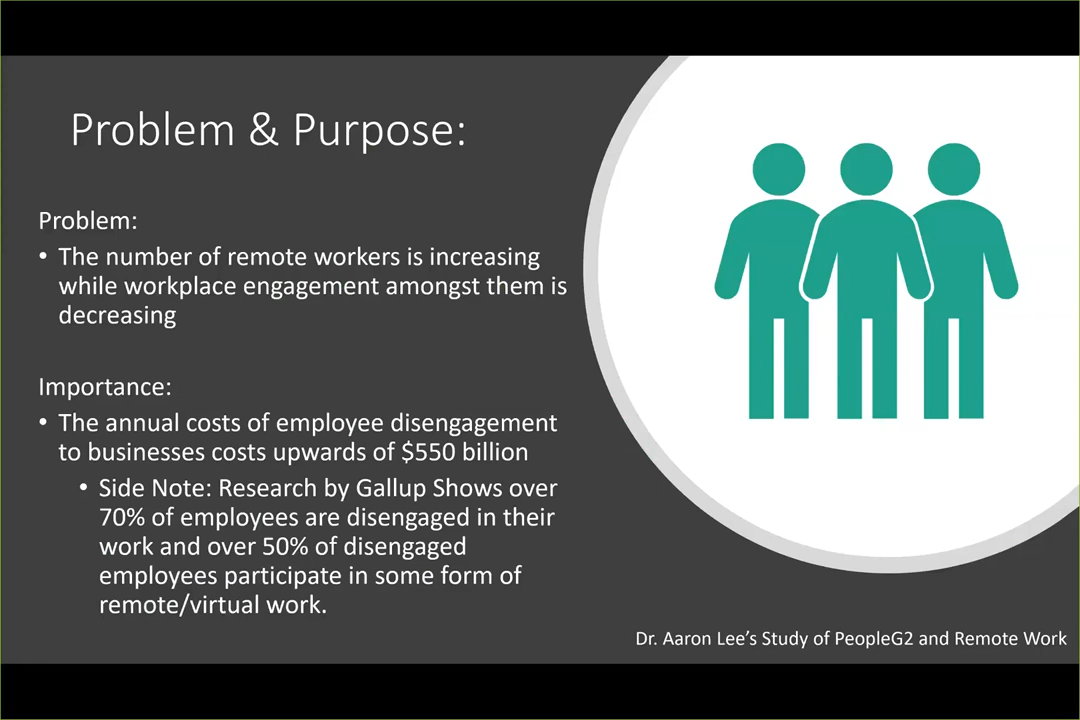 Problem & Purpose:
Problem:
• The number of remote workers is increasing
while workplace engagement amongst them is
decreasing
Importance:
• The annual costs of employee disengagement
to businesses costs upwards of $550 billion
• Side Note: Research by Gallup Shows over
70% of employees are disengaged in their
work and over 50% of disengaged
employees participate in some form of
remote/virtual work.
Dr. Aaron Lee’s Study of PeopleG2 and Remote Work